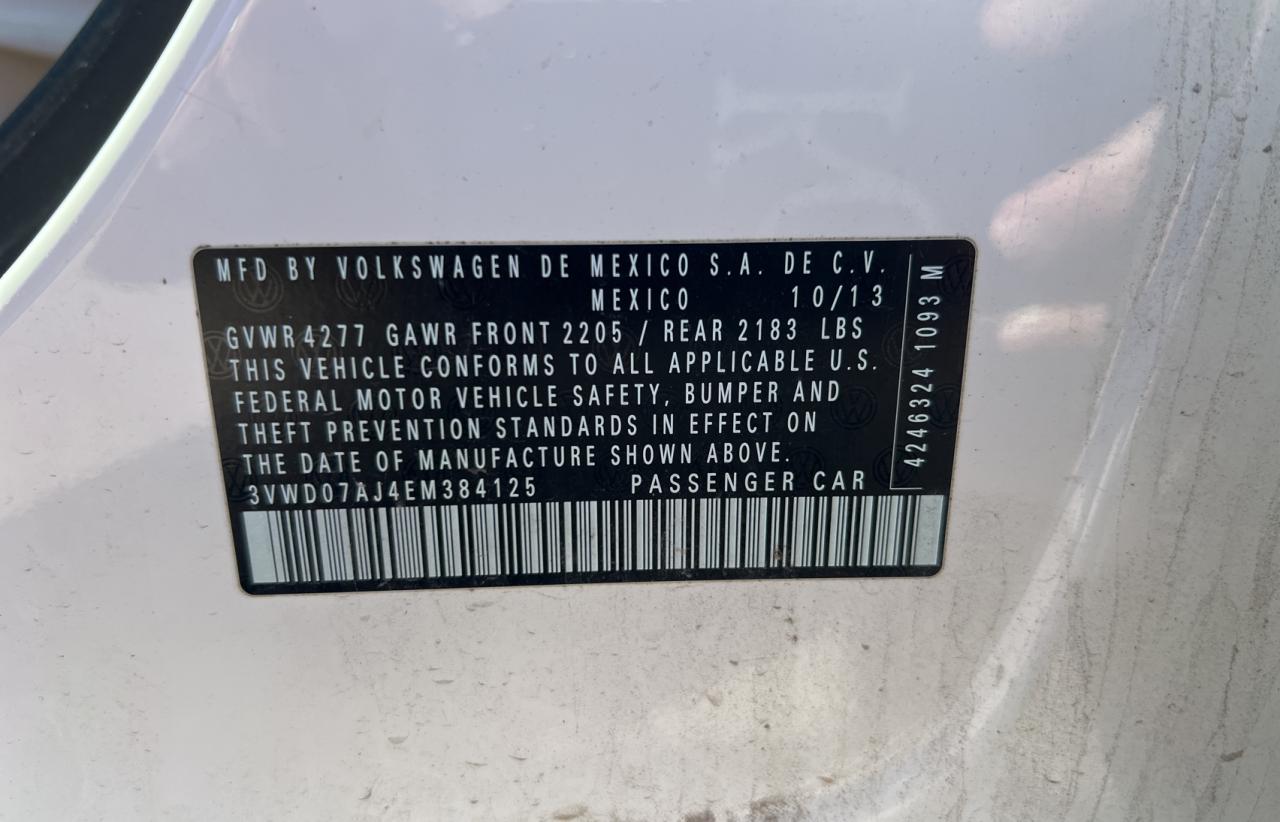 MFD BY VOLKSWAGEN DE MEXICO S.A. DE C.V.
MEXICO 10/13
GVWR 4277 GAWR FRONT 2205 / REAR 2183 LBS
THIS VEHICLE CONFORMS TO ALL APPLICABLE U.S.
FEDERAL MOTOR VEHICLE SAFETY, BUMPER AND
THEFT PREVENTION STANDARDS IN EFFECT ON
THE DATE OF MANUFACTURE SHOWN ABOVE.
3VWD07AJ4EM384125 PASSENGER CAR
4246324 1093 M